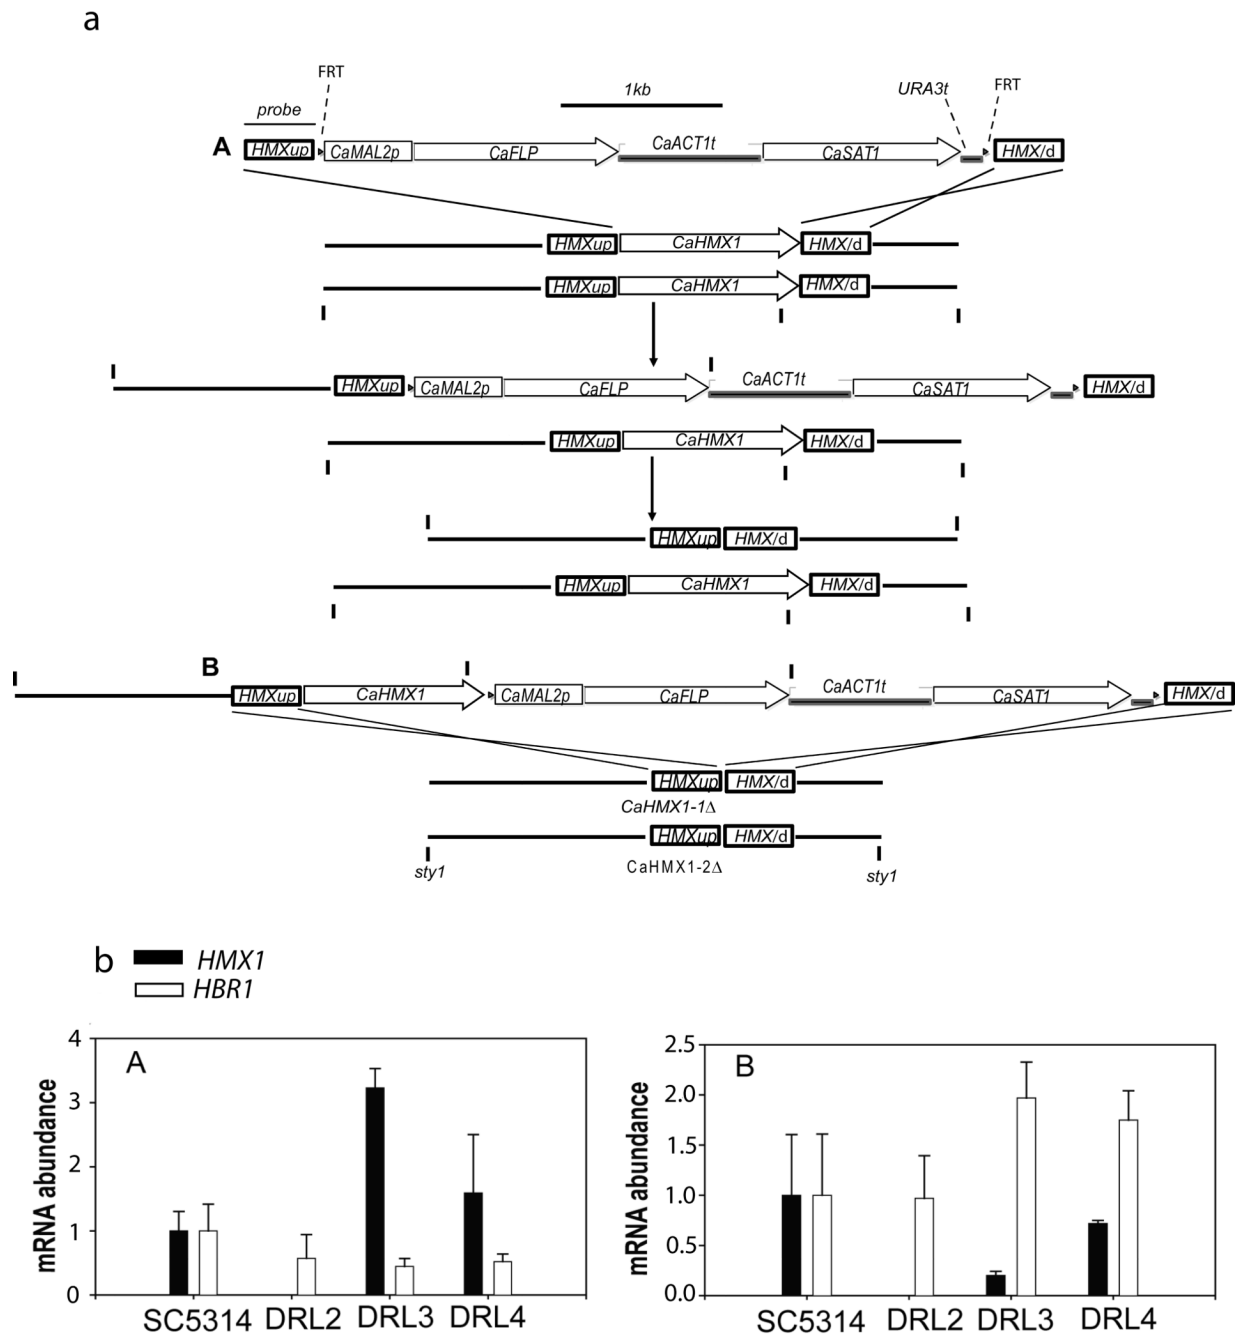 a
FRT
1kb
URA3t
FRT
probe
A
HMXup
CaMAL2p
CaFLP
CaACT1t
CaSAT1
HMX/d
HMXup
CaHMX1
HMX/d
HMXup
CaHMX1
HMX/d
HMXup
CaMAL2p
CaFLP
CaACT1t
CaSAT1
HMX/d
HMXup
CaHMX1
HMX/d
HMXup
HMX/d
HMXup
CaHMX1
HMX/d
B
HMXup
CaHMX1
CaMAL2p
CaFLP
CaACT1t
CaSAT1
HMX/d
HMXup
HMX/d
CaHMX1-1Δ
HMXup
HMX/d
sty1
CaHMX1-2Δ
sty1
b
HMX1
HBR1
A
mRNA abundance
4
3
2
1
0
SC5314 DRL2 DRL3 DRL4
B
mRNA abundance
2.5
2.0
1.5
1.0
0.5
0.0
SC5314 DRL2 DRL3 DRL4